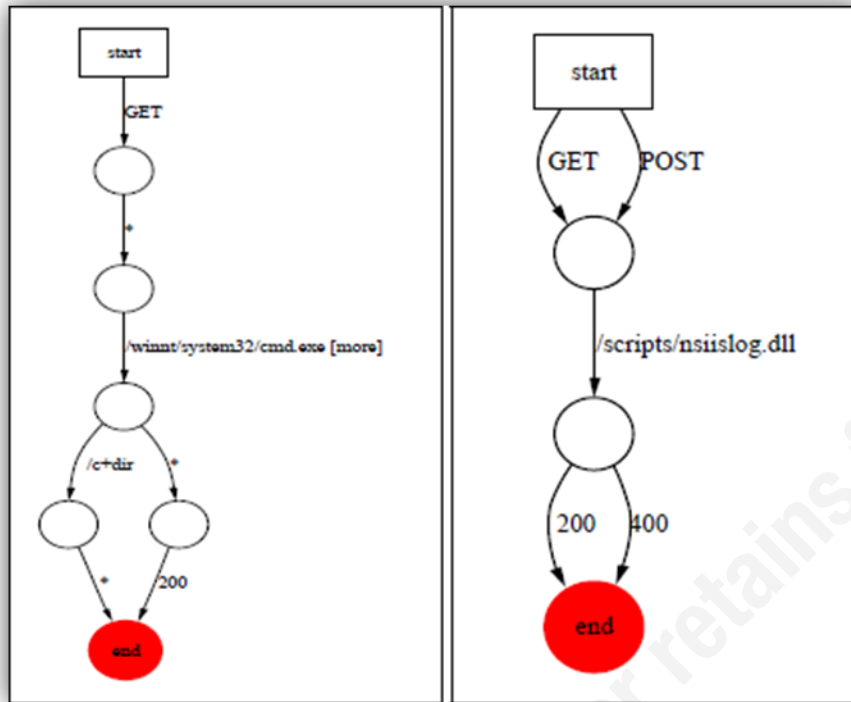 start
GET
*
/winnt/system32/cmd.exe [more]
/c+dir
*
*
200
end
start
GET
POST
/scripts/nsiislog.dll
200
400
end
r retains